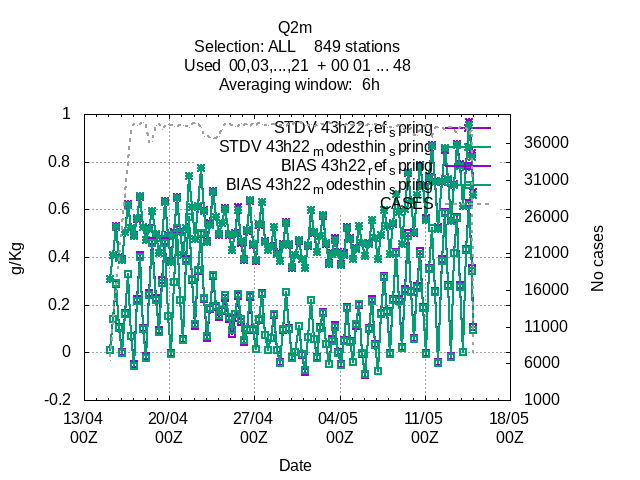 Q2m
Selection: ALL    849 stations
Used  00,03,...,21  + 00 01 ... 48
Averaging window:  6h
STDV 43h22_ref_spring
STDV 43h22_modesthin_spring
BIAS 43h22_ref_spring
BIAS 43h22_modesthin_spring
CASES
1
0.8
0.6
0.4
0.2
0
-0.2
g/Kg
36000
31000
26000
21000
16000
11000
6000
1000
No cases
13/04 20/04 27/04 04/05 11/05 18/05
00Z 00Z 00Z 00Z 00Z 00Z
Date